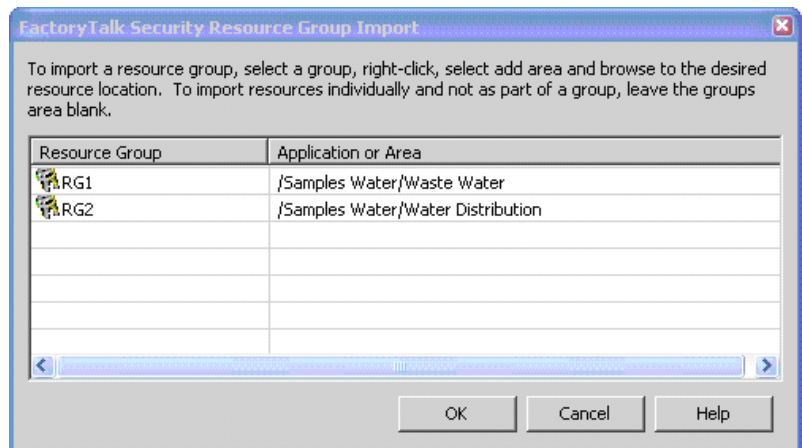 FactoryTalk Security Resource Group Import
To import a resource group, select a group, right-click, select add area and browse to the desired
resource location. To import resources individually and not as part of a group, leave the groups
area blank.
Resource Group Application or Area
RG1 /Samples Water/Waste Water
RG2 /Samples Water/Water Distribution
OK Cancel Help